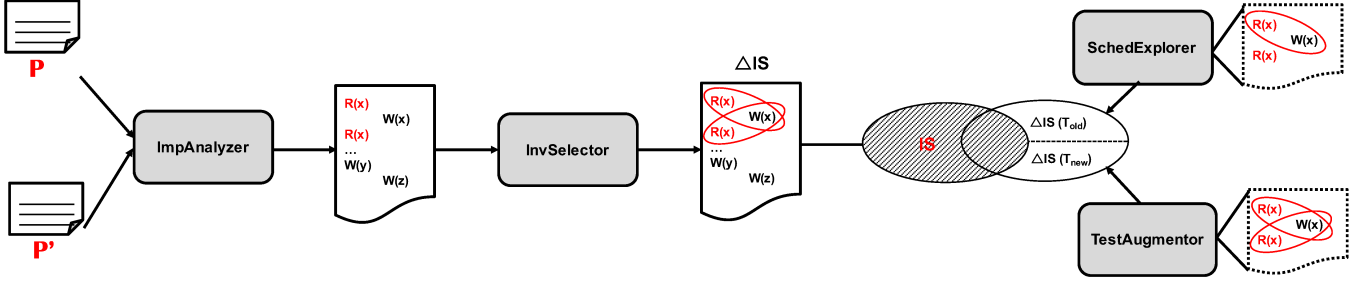 P
P'
ImpAnalyzer
R(x)
W(x)
R(x)
...
W(y)
W(z)
InvSelector
△IS
R(x)
W(x)
R(x)
...
W(y)
W(z)
IS
△IS (Told)
△IS (Tnew)
SchedExplorer
R(x)
W(x)
R(x)
TestAugmentor
R(x)
W(x)
R(x)